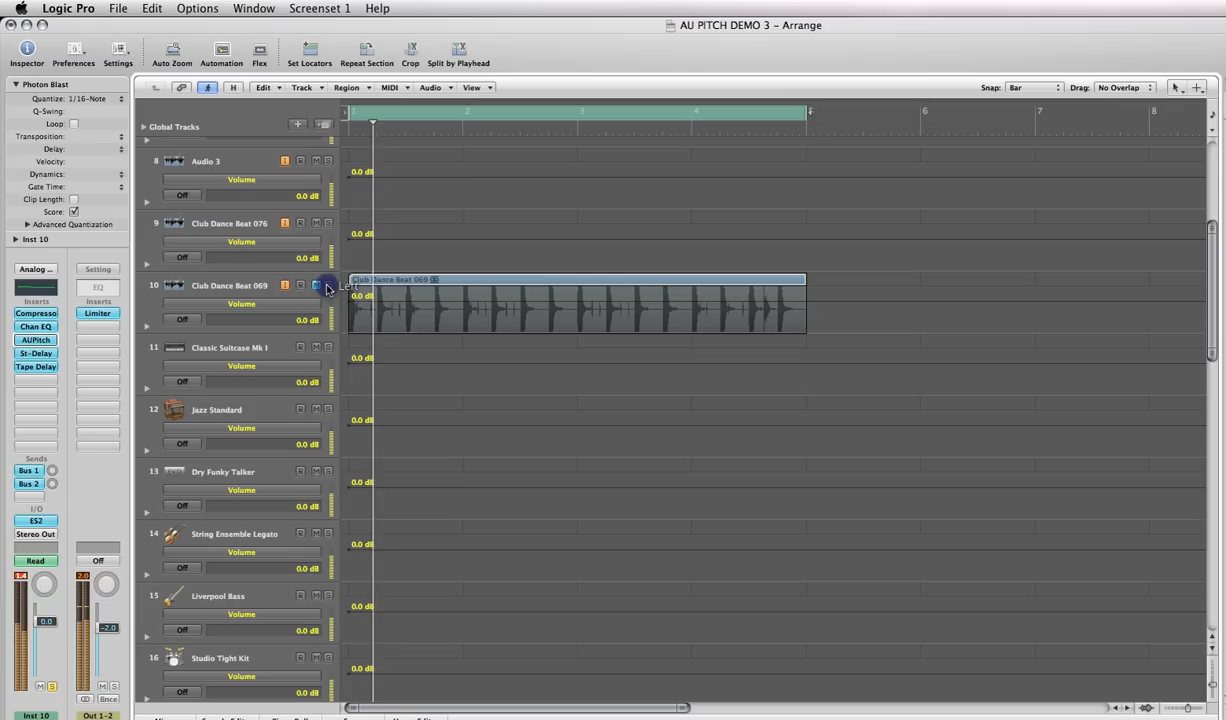 Logic Pro File Edit Options Window Screenset 1 Help
AU PITCH DEMO 3 – Arrange
Inspector Preferences Settings Auto Zoom Automation Flex Set Locators Repeat Section Crop Split by Playhead
Photon Blast
Quantize: 1/16-Note
Q-Swing:
Loop:
Transposition:
Delay:
Velocity:
Dynamics:
Gate Time:
Clip Length:
Score:
Advanced Quantization
Inst 10
Analog ... Setting
EQ
Inserts Inserts
Compresso Limiter
Chan EQ
AUPitch
St-Delay
Tape Delay
Sends
Bus 1
Bus 2
I/O
ES2
Stereo Out
Read Off
1.4 2.0
0.0 -2.0
M S M S
Bnce
Inst 10 Out 1-2
H Edit Track Region MIDI Audio View Snap: Bar Drag: No Overlap
Global Tracks
1 2 3 4 5 6 7 8
8 Audio 3 I R M S
Volume 0.0 dB
Off 0.0 dB
9 Club Dance Beat 076 I R M S
Volume 0.0 dB
Off 0.0 dB
10 Club Dance Beat 069 I R M Left
Club Dance Beat 069
Volume 0.0 dB
Off 0.0 dB
11 Classic Suitcase Mk I R M S
Volume 0.0 dB
Off 0.0 dB
12 Jazz Standard R M S
Volume 0.0 dB
Off 0.0 dB
13 Dry Funky Talker R M S
Volume 0.0 dB
Off 0.0 dB
14 String Ensemble Legato R M S
Volume 0.0 dB
Off 0.0 dB
15 Liverpool Bass R M S
Volume 0.0 dB
Off 0.0 dB
16 Studio Tight Kit R M S
Volume 0.0 dB
Off 0.0 dB